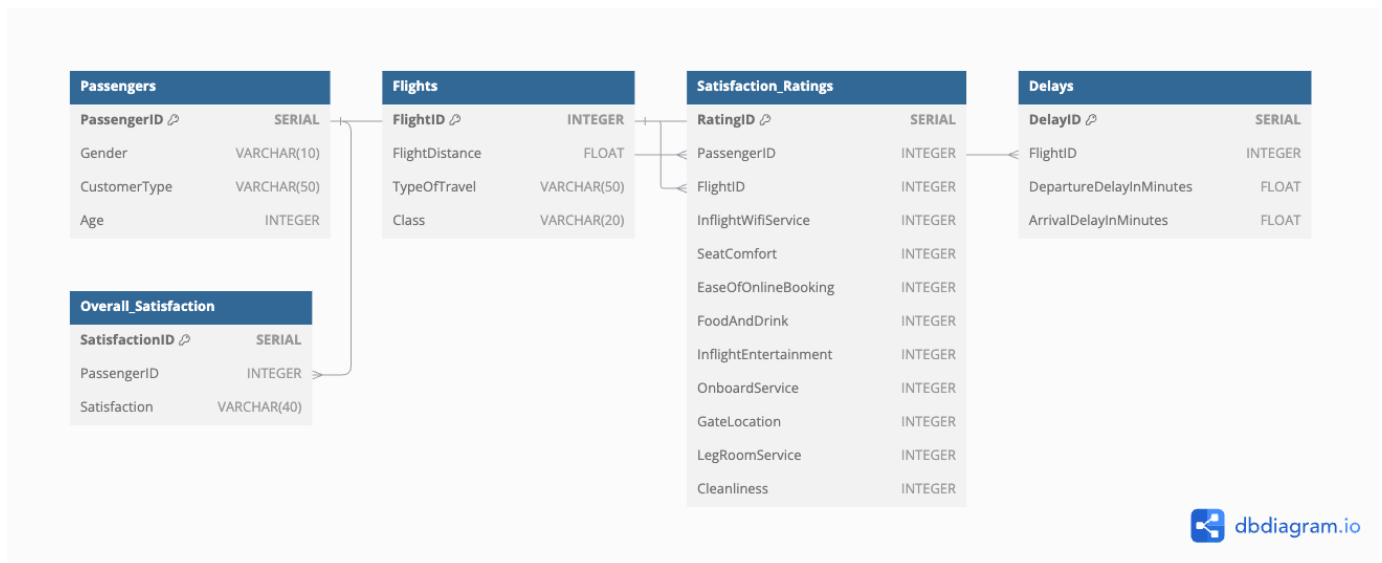 Passengers
PassengerID SERIAL
Gender VARCHAR(10)
CustomerType VARCHAR(50)
Age INTEGER
Overall_Satisfaction
SatisfactionID SERIAL
PassengerID INTEGER
Satisfaction VARCHAR(40)
Flights
FlightID INTEGER
FlightDistance FLOAT
TypeOfTravel VARCHAR(50)
Class VARCHAR(20)
Satisfaction_Ratings
RatingID SERIAL
PassengerID INTEGER
FlightID INTEGER
InflightWifiService INTEGER
SeatComfort INTEGER
EaseOfOnlineBooking INTEGER
FoodAndDrink INTEGER
InflightEntertainment INTEGER
OnboardService INTEGER
GateLocation INTEGER
LegRoomService INTEGER
Cleanliness INTEGER
Delays
DelayID SERIAL
FlightID INTEGER
DepartureDelayInMinutes FLOAT
ArrivalDelayInMinutes FLOAT
dbdiagram.io